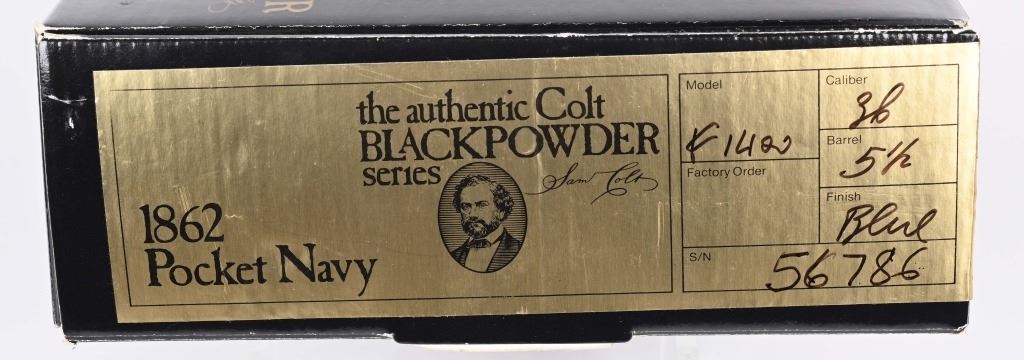 the authentic Colt
BLACKPOWDER
series
Sam Colt
1862
Pocket Navy
Model
F1400
Factory Order
Caliber
36
Barrel
5½
Finish
Blue
S/N
56786